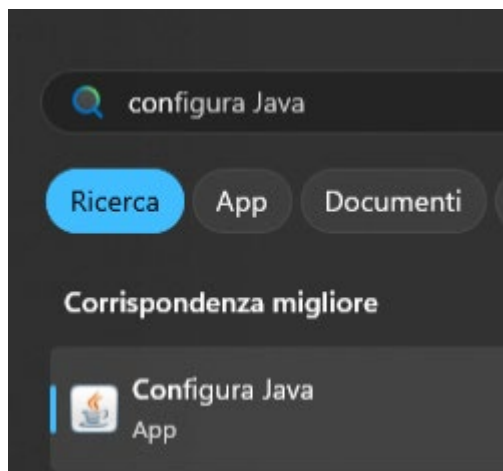 configura Java
Ricerca App Documenti
Corrispondenza migliore
Configura Java
App